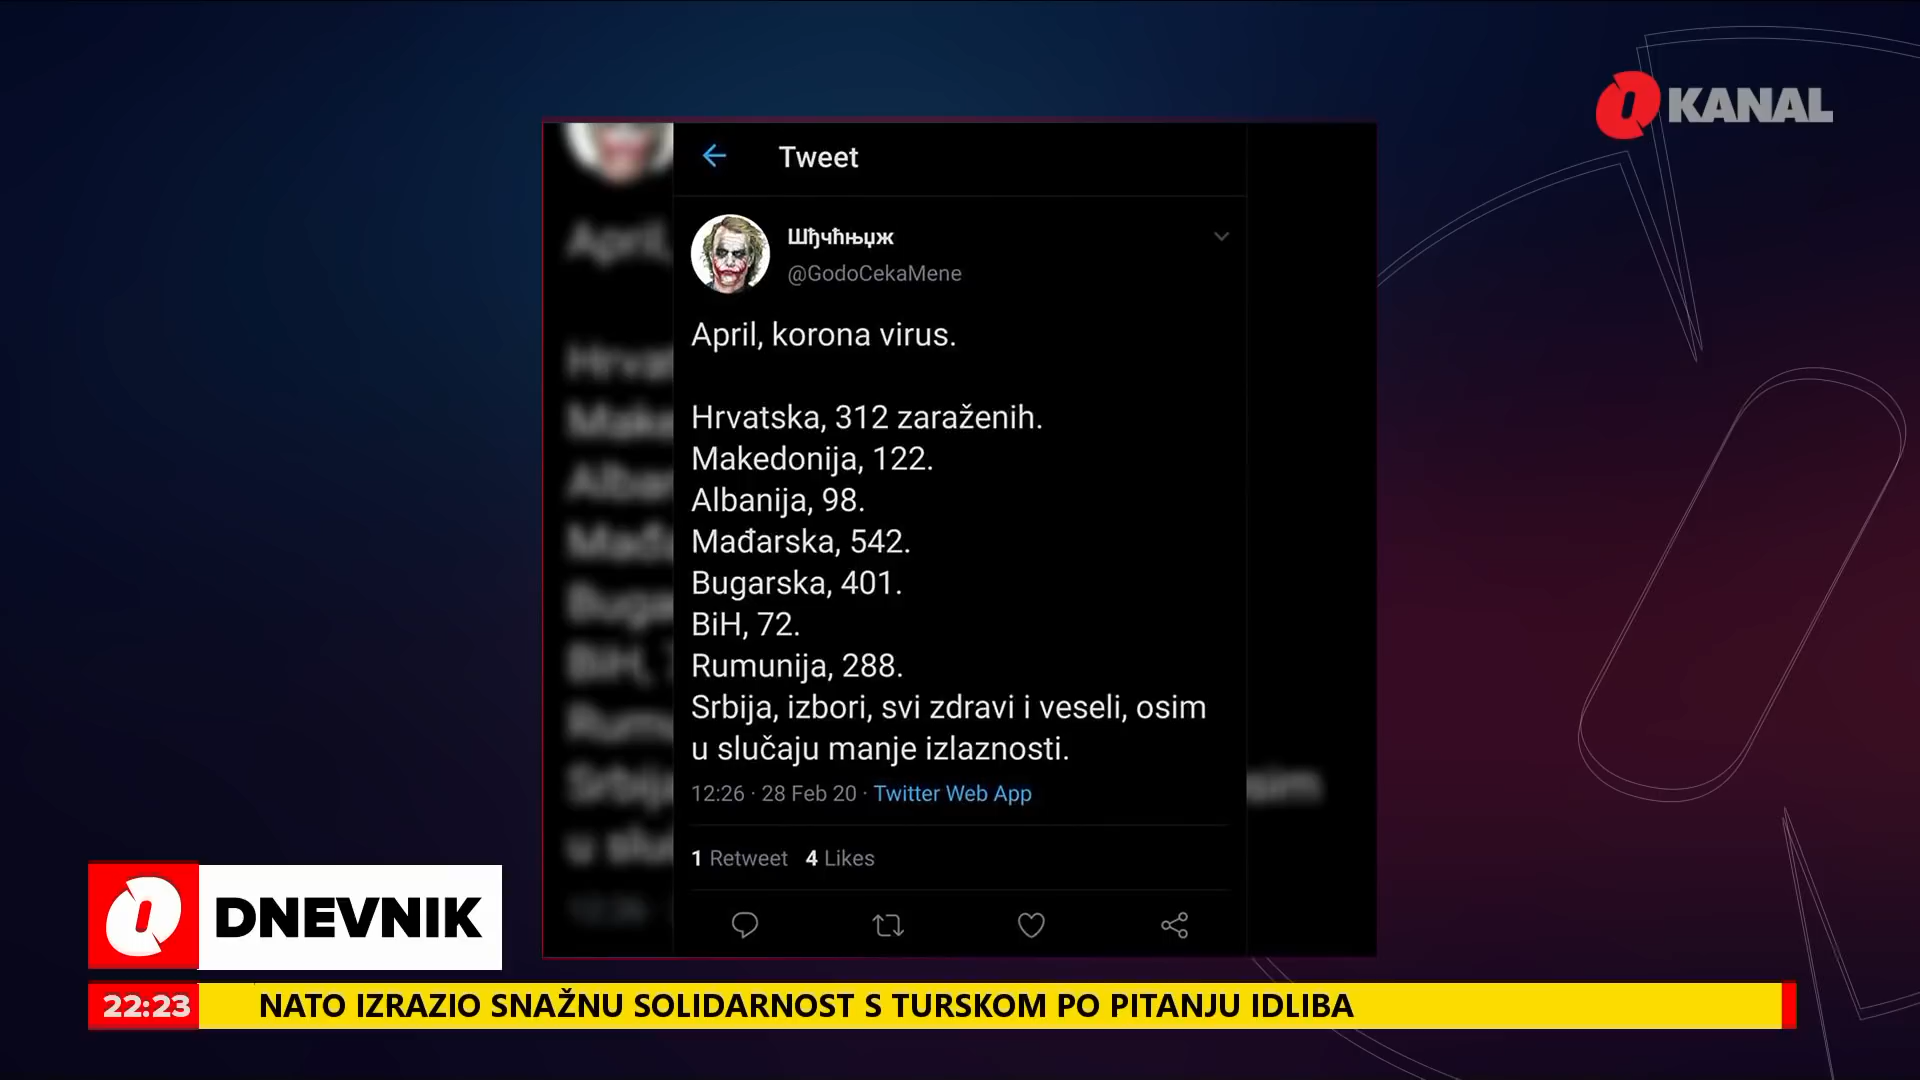 O KANAL
Tweet
Шђчћњџж
@GodoCekaMene
April, korona virus.
Hrvatska, 312 zaraženih.
Makedonija, 122.
Albanija, 98.
Mađarska, 542.
Bugarska, 401.
BiH, 72.
Rumunija, 288.
Srbija, izbori, svi zdravi i veseli, osim
u slučaju manje izlaznosti.
12:26 · 28 Feb 20 · Twitter Web App
1 Retweet 4 Likes
O DNEVNIK
22:23 NATO IZRAZIO SNAŽNU SOLIDARNOST S TURSKOM PO PITANJU IDLIBA